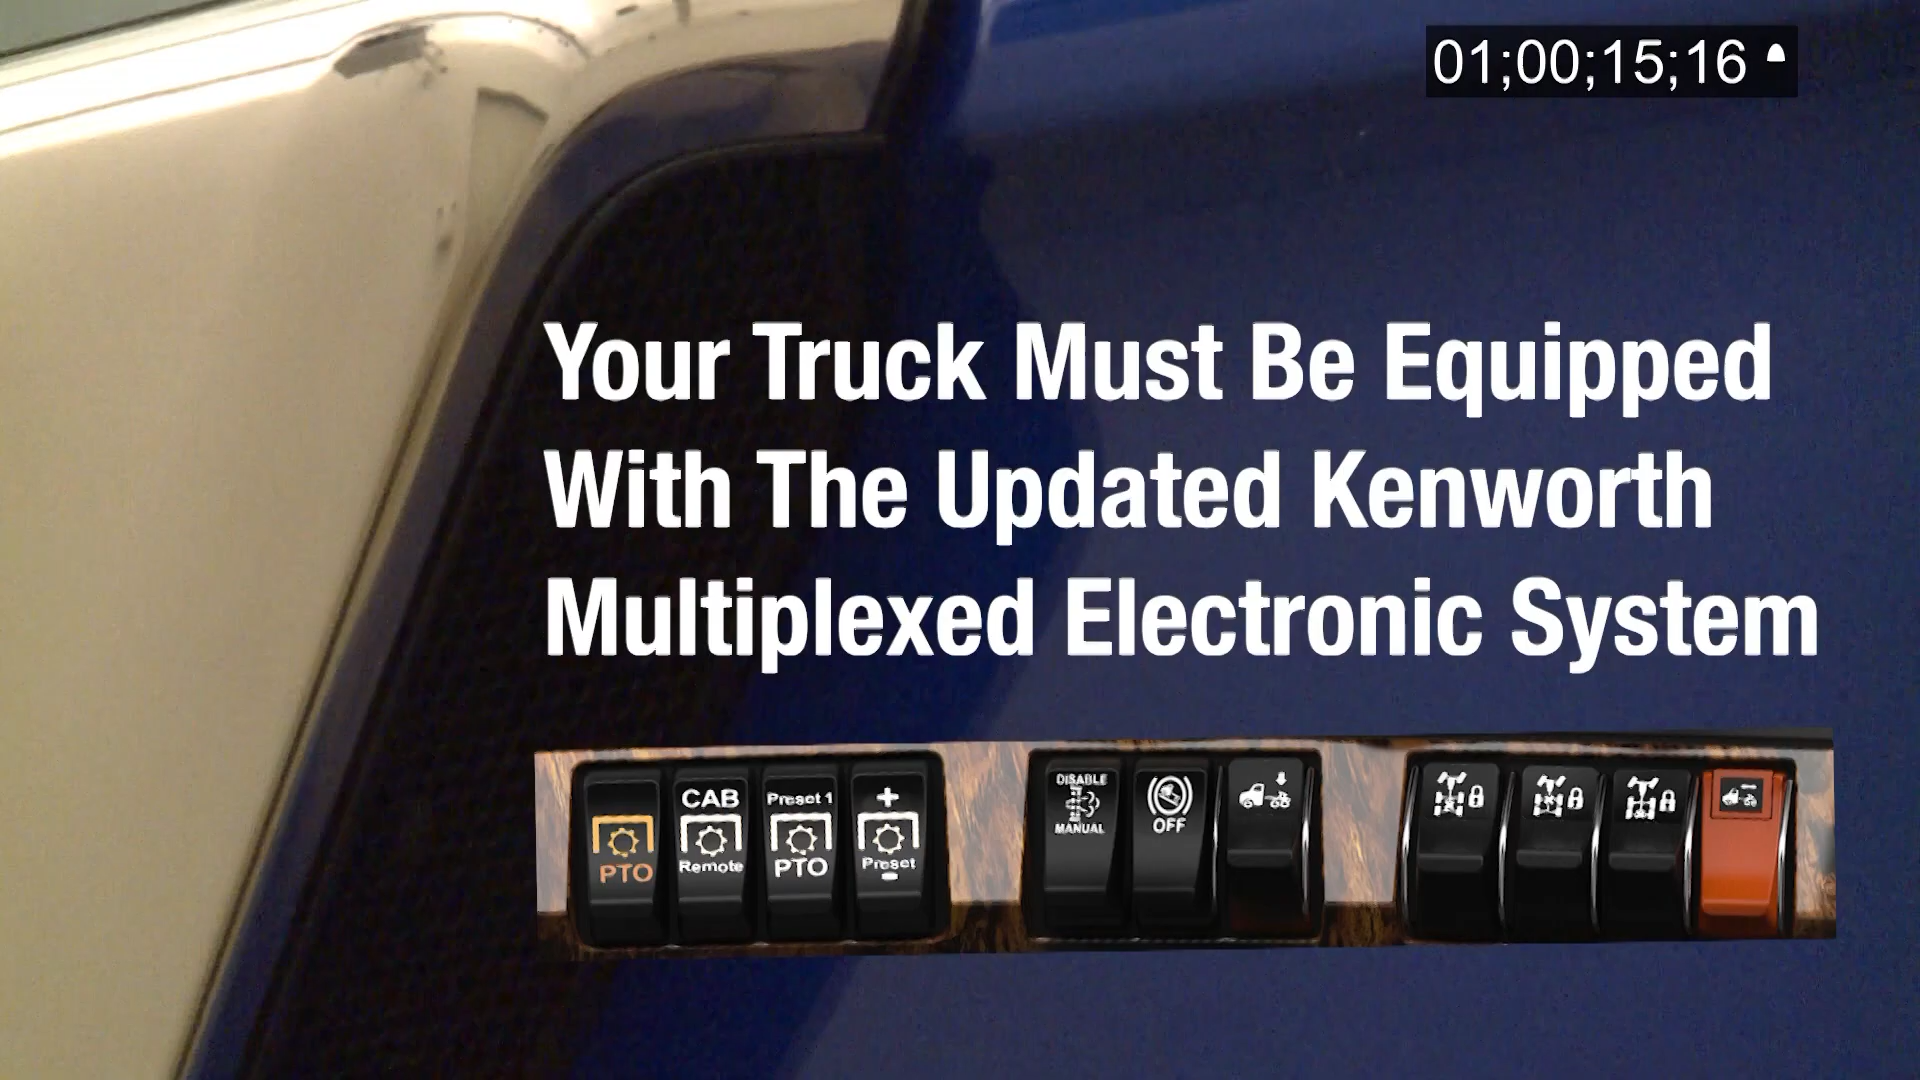 01;00;15;16
Your Truck Must Be Equipped
With The Updated Kenworth
Multiplexed Electronic System
PTO
CAB
Remote
Preset 1
PTO
+
Preset
-
DISABLE
MANUAL
OFF